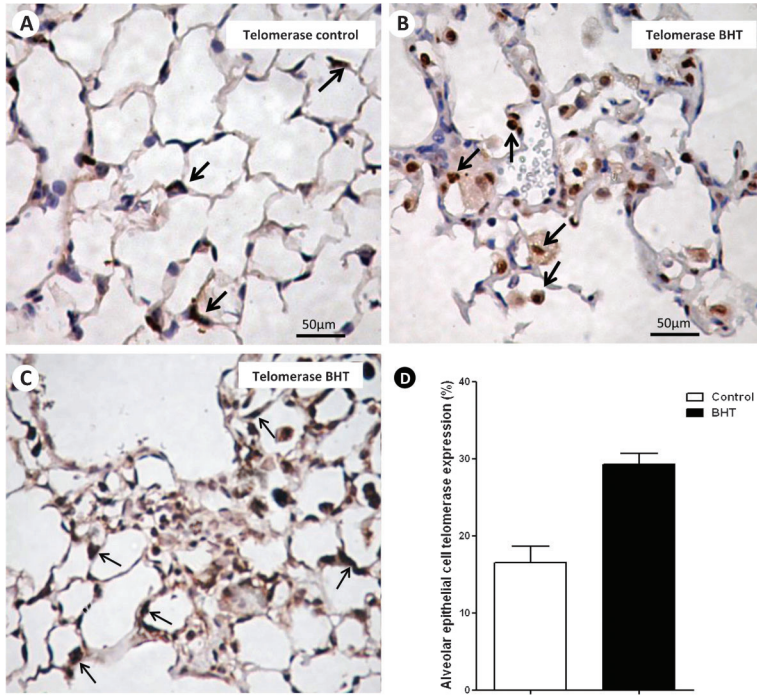 A
Telomerase control
50μm
B
Telomerase BHT
50μm
C
Telomerase BHT
D
Alveolar epithelial cell telomerase expression (%)
40
30
20
10
0
Control
BHT